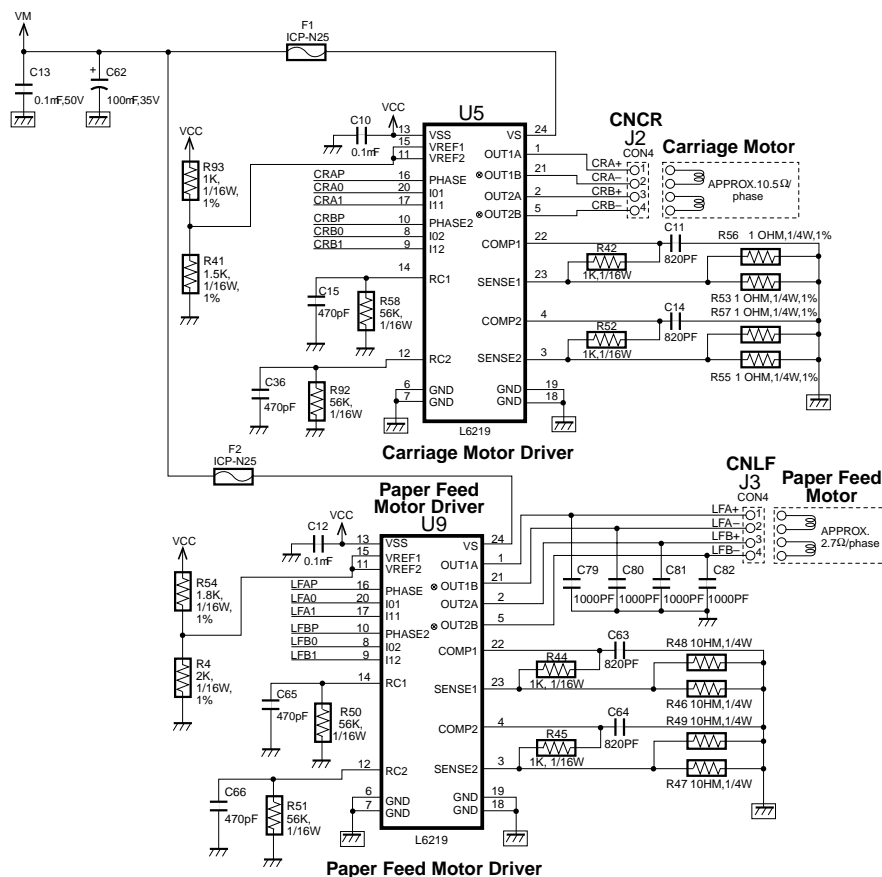 VM
F1
ICP-N25
C13
0.1mF,50V
+
C62
100mF,35V
VCC
R93
1K,
1/16W,
1%
R41
1.5K,
1/16W,
1%
C10
0.1mF
VCC
U5
13
15
11
VSS
VREF1
VREF2
VS
24
CRAP
CRA0
CRA1
16
20
17
PHASE
I01
I11
CRBP
CRB0
CRB1
10
8
9
PHASE2
I02
I12
14
RC1
C15
470pF
R58
56K,
1/16W
12
RC2
C36
470pF
R92
56K,
1/16W
6
7
GND
GND
OUT1A
1
OUT1B
21
OUT2A
2
OUT2B
5
COMP1
22
SENSE1
23
COMP2
4
SENSE2
3
GND
GND
19
18
L6219
Carriage Motor Driver
CNCR
J2
CON4
CRA+
CRA–
CRB+
CRB–
1
2
3
4
Carriage Motor
APPROX.10.5Ω/
phase
R42
1K,1/16W
C11
820PF
R56 1 OHM,1/4W,1%
R53 1 OHM,1/4W,1%
R57 1 OHM,1/4W,1%
R52
1K,1/16W
C14
820PF
R55 1 OHM,1/4W,1%
F2
ICP-N25
Paper Feed
Motor Driver
U9
C12
0.1mF
VCC
13
15
11
VSS
VREF1
VREF2
VS
24
VCC
R54
1.8K,
1/16W,
1%
R4
2K,
1/16W,
1%
LFAP
LFA0
LFA1
16
20
17
PHASE
I01
I11
LFBP
LFB0
LFB1
10
8
9
PHASE2
I02
I12
14
RC1
C65
470pF
R50
56K,
1/16W
12
RC2
C66
470pF
R51
56K,
1/16W
6
7
GND
GND
OUT1A
1
OUT1B
21
OUT2A
2
OUT2B
5
COMP1
22
SENSE1
23
COMP2
4
SENSE2
3
GND
GND
19
18
L6219
Paper Feed Motor Driver
CNLF
J3
CON4
LFA+
LFA–
LFB+
LFB–
1
2
3
4
Paper Feed
Motor
APPROX.
2.7Ω/phase
C79
1000PF
C80
1000PF
C81
1000PF
C82
1000PF
R44
1K, 1/16W
C63
820PF
R48 10HM,1/4W
R46 10HM,1/4W
R49 10HM,1/4W
R45
1K, 1/16W
C64
820PF
R47 10HM,1/4W